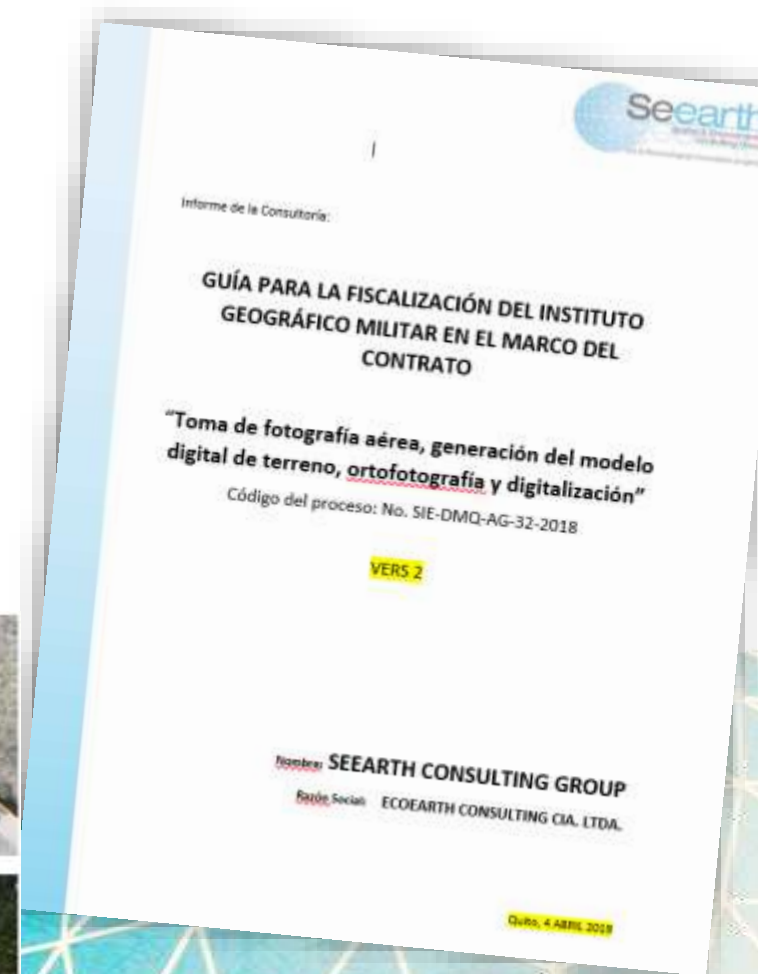 Seearth
Informe de la Consultoría:
GUÍA PARA LA FISCALIZACIÓN DEL INSTITUTO
GEOGRÁFICO MILITAR EN EL MARCO DEL
CONTRATO
"Toma de fotografía aérea, generación del modelo
digital de terreno, ortofotografía y digitalización"
Código del proceso: No. SIE-DMQ-AG-32-2018
VERS 2
Nombre: SEEARTH CONSULTING GROUP
Razón Social: ECOEARTH CONSULTING CIA. LTDA.
Quito, 4 ABRIL 2019